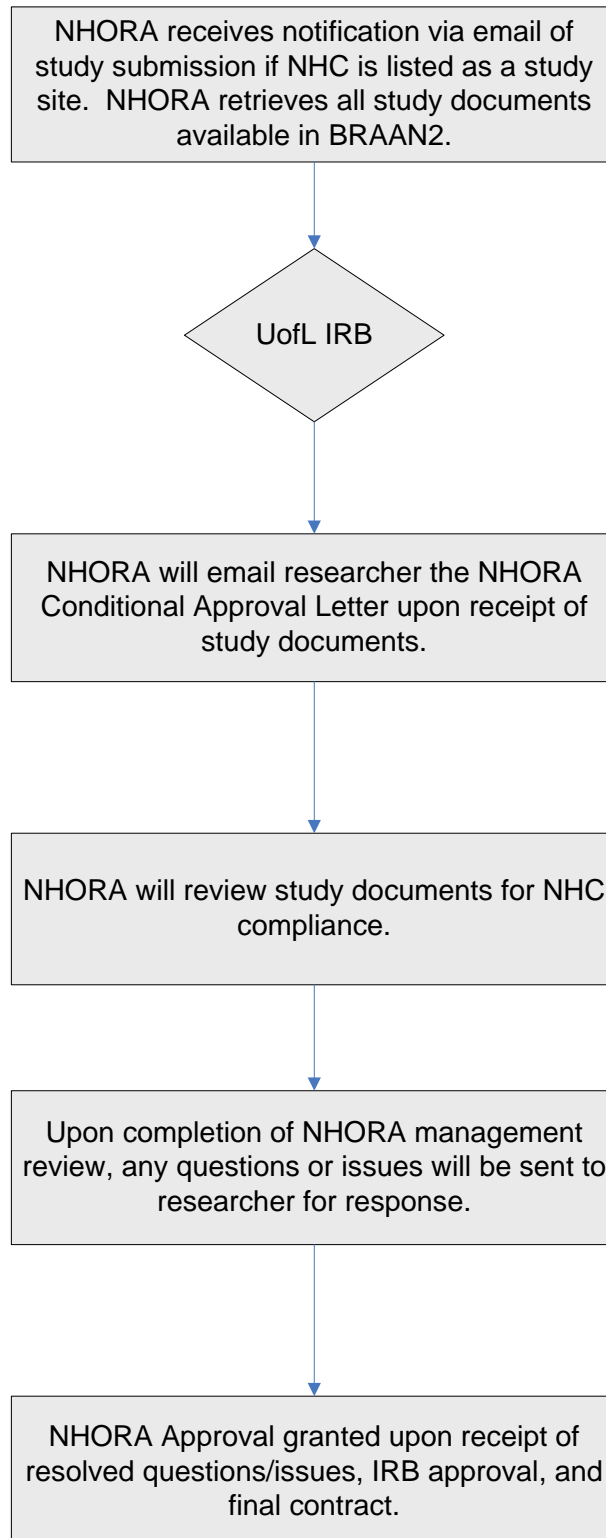 NHORA receives notification via email of
study submission if NHC is listed as a study
site.  NHORA retrieves all study documents
available in BRAAN2.
UofL IRB
NHORA will email researcher the NHORA
Conditional Approval Letter upon receipt of
study documents.
NHORA will review study documents for NHC
compliance.
Upon completion of NHORA management
review, any questions or issues will be sent to
researcher for response.
NHORA Approval granted upon receipt of
resolved questions/issues, IRB approval, and
final contract.